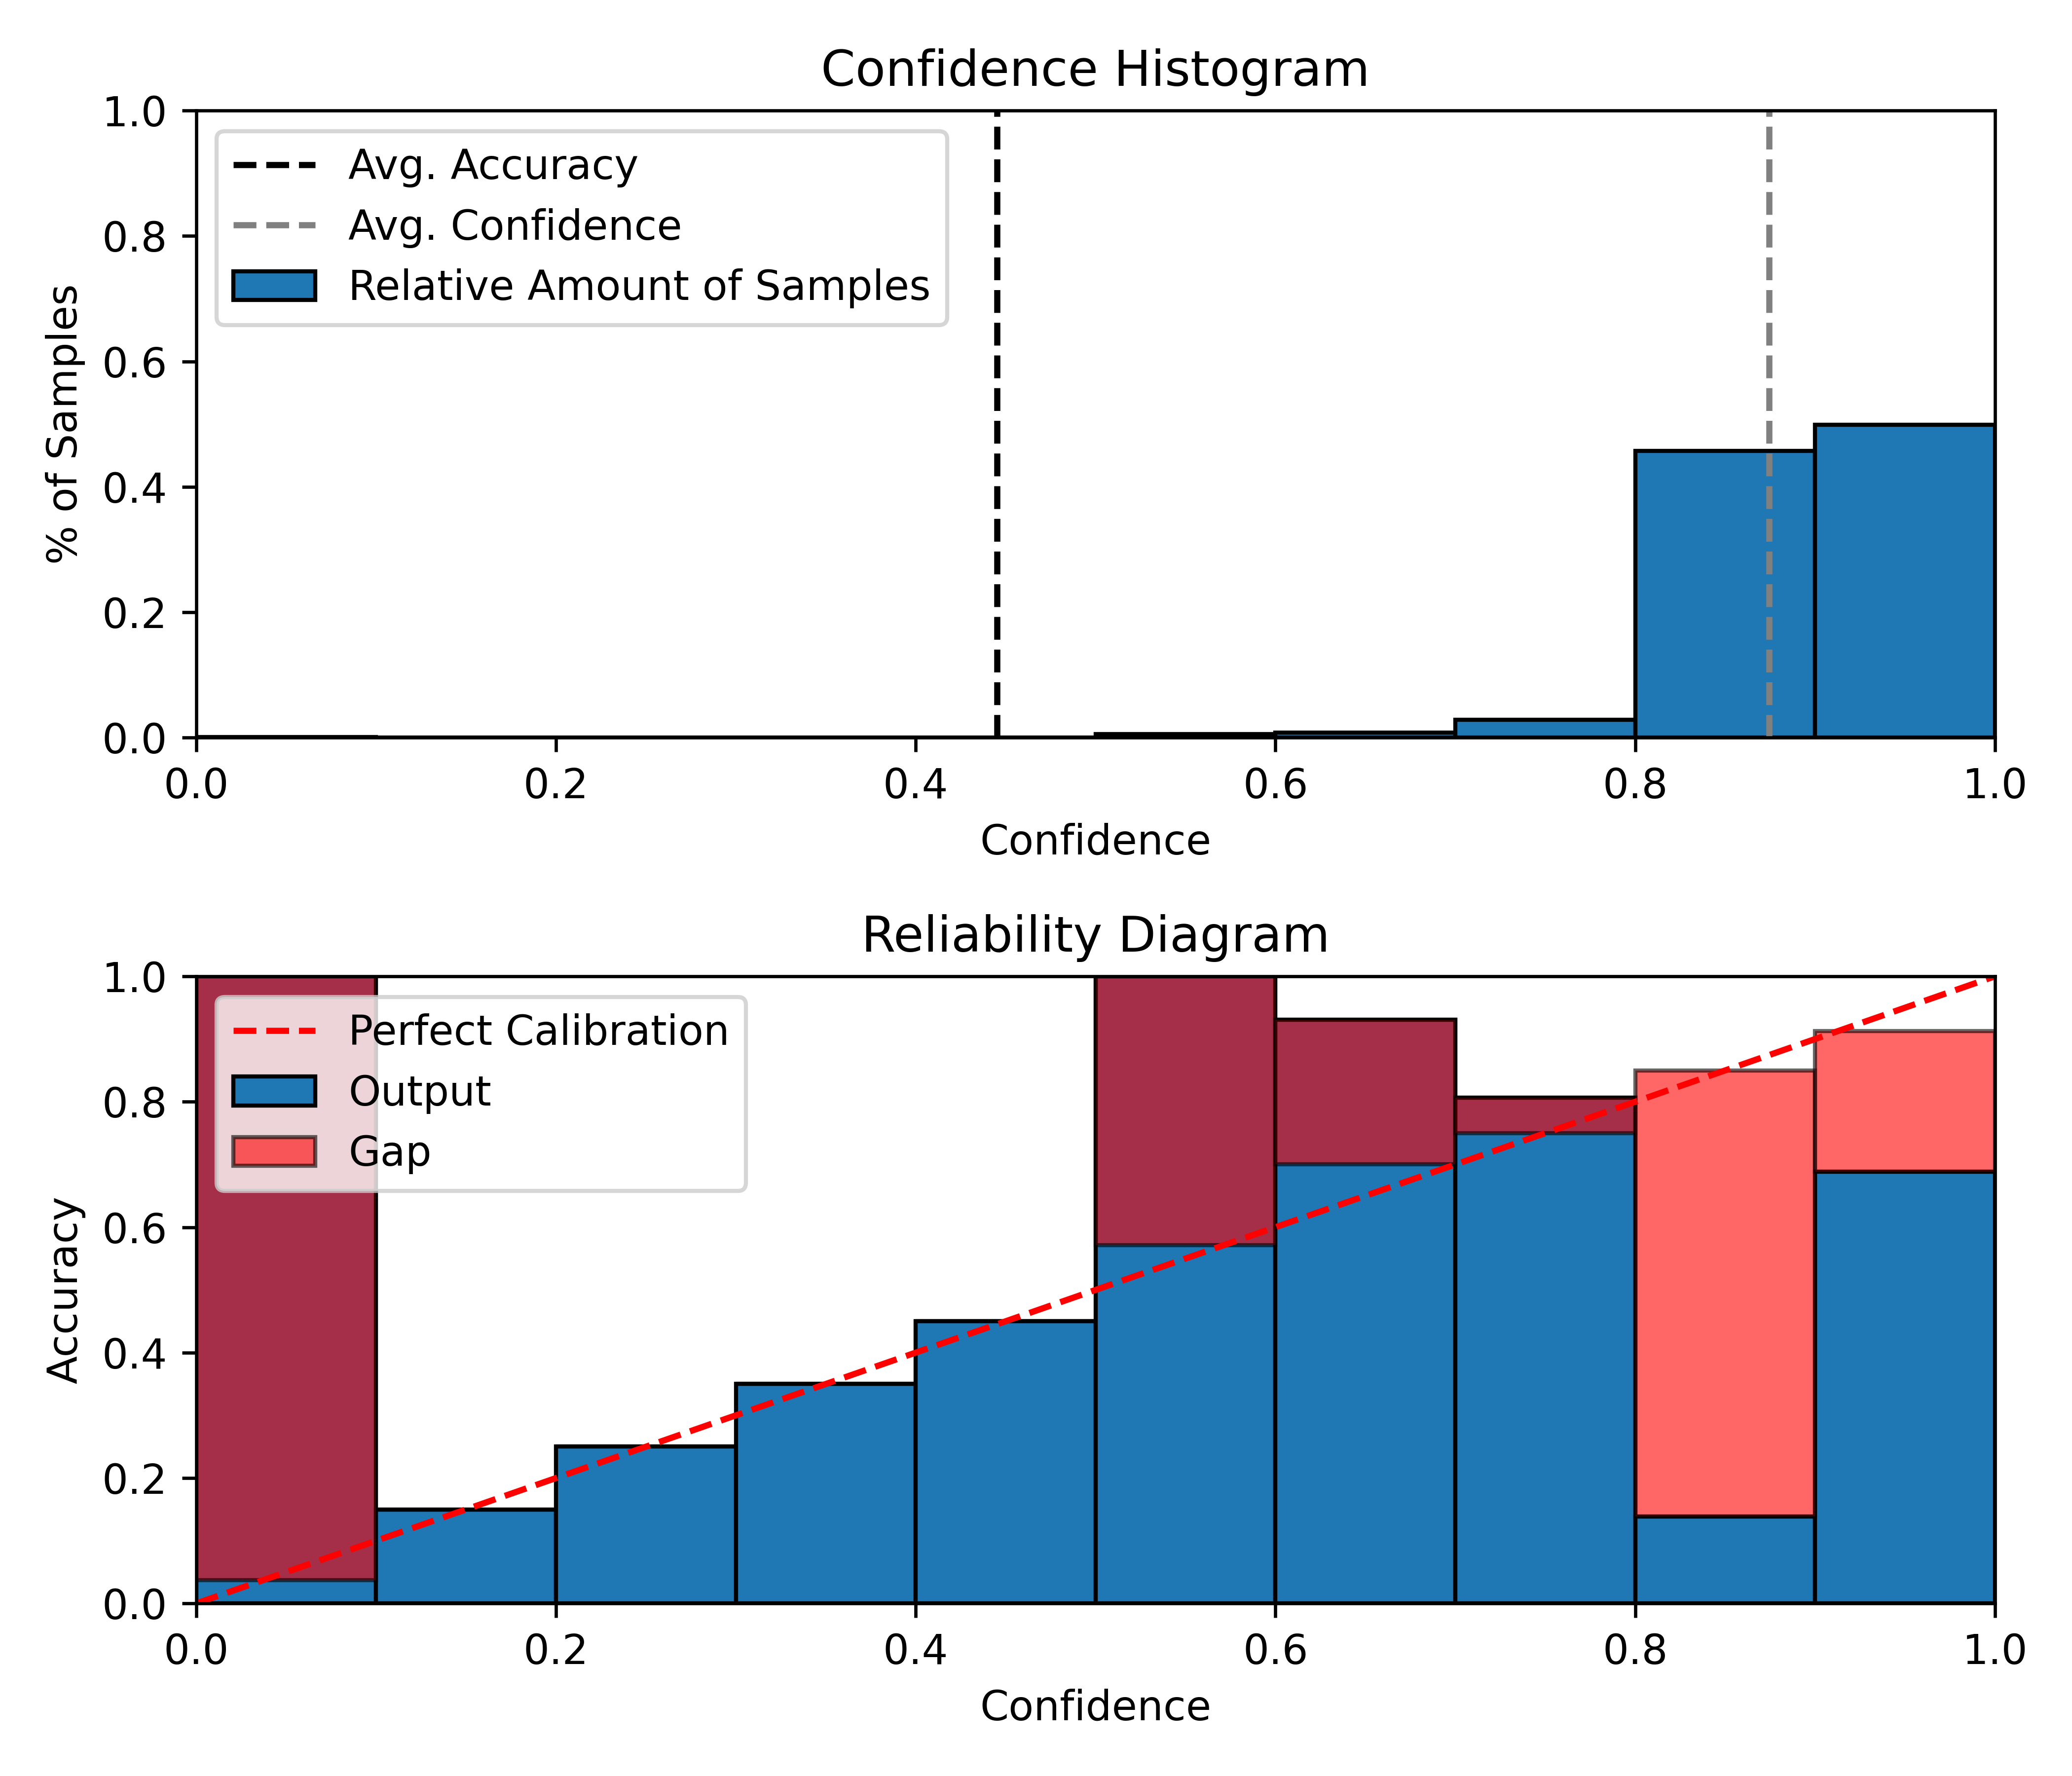 Confidence Histogram
1.0
0.8
0.6
0.4
0.2
0.0
% of Samples
Avg. Accuracy
Avg. Confidence
Relative Amount of Samples
0.0 0.2 0.4 0.6 0.8 1.0
Confidence
Reliability Diagram
1.0
0.8
0.6
0.4
0.2
0.0
Accuracy
Perfect Calibration
Output
Gap
0.0 0.2 0.4 0.6 0.8 1.0
Confidence